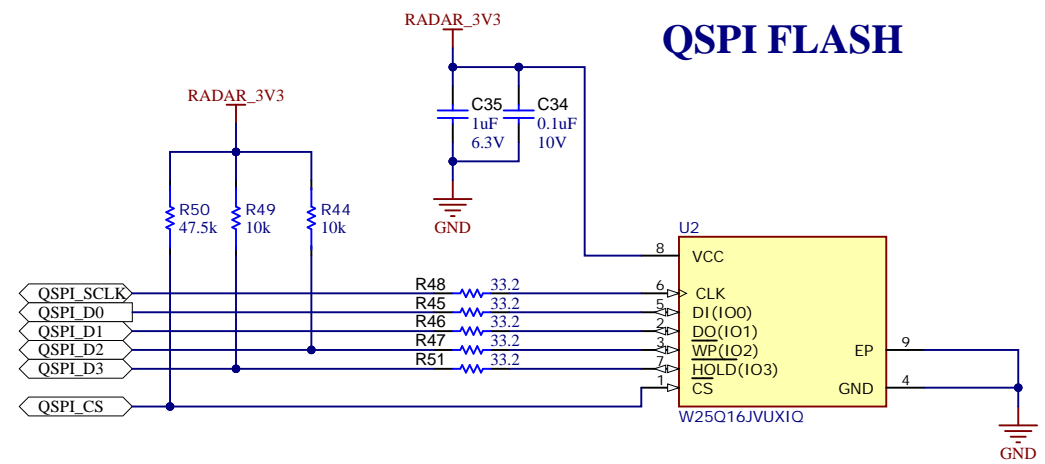 RADAR_3V3
QSPI FLASH
RADAR_3V3
C35
1uF
6.3V
C34
0.1uF
10V
GND
R50
47.5k
R49
10k
R44
10k
U2
8 VCC
QSPI_SCLK R48 33.2 6 CLK
QSPI_D0 R45 33.2 5 DI(IO0)
QSPI_D1 R46 33.2 2 DO(IO1)
QSPI_D2 R47 33.2 3 WP(IO2)
EP 9
QSPI_D3 R51 33.2 7 HOLD(IO3)
QSPI_CS 1 CS
GND 4
W25Q16JVUXIQ
GND